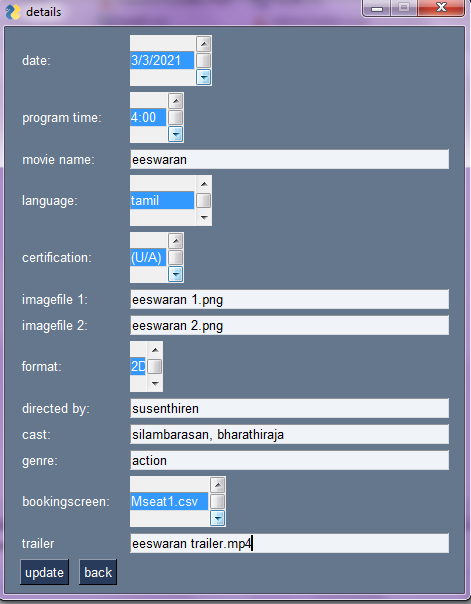 details
date: 3/3/2021
program time: 4:00
movie name: eeswaran
language: tamil
certification: (U/A)
imagefile 1: eeswaran 1.png
imagefile 2: eeswaran 2.png
format: 2D
directed by: susenthiren
cast: silambarasan, bharathiraja
genre: action
bookingscreen: Mseat1.csv
trailer eeswaran trailer.mp4
update back